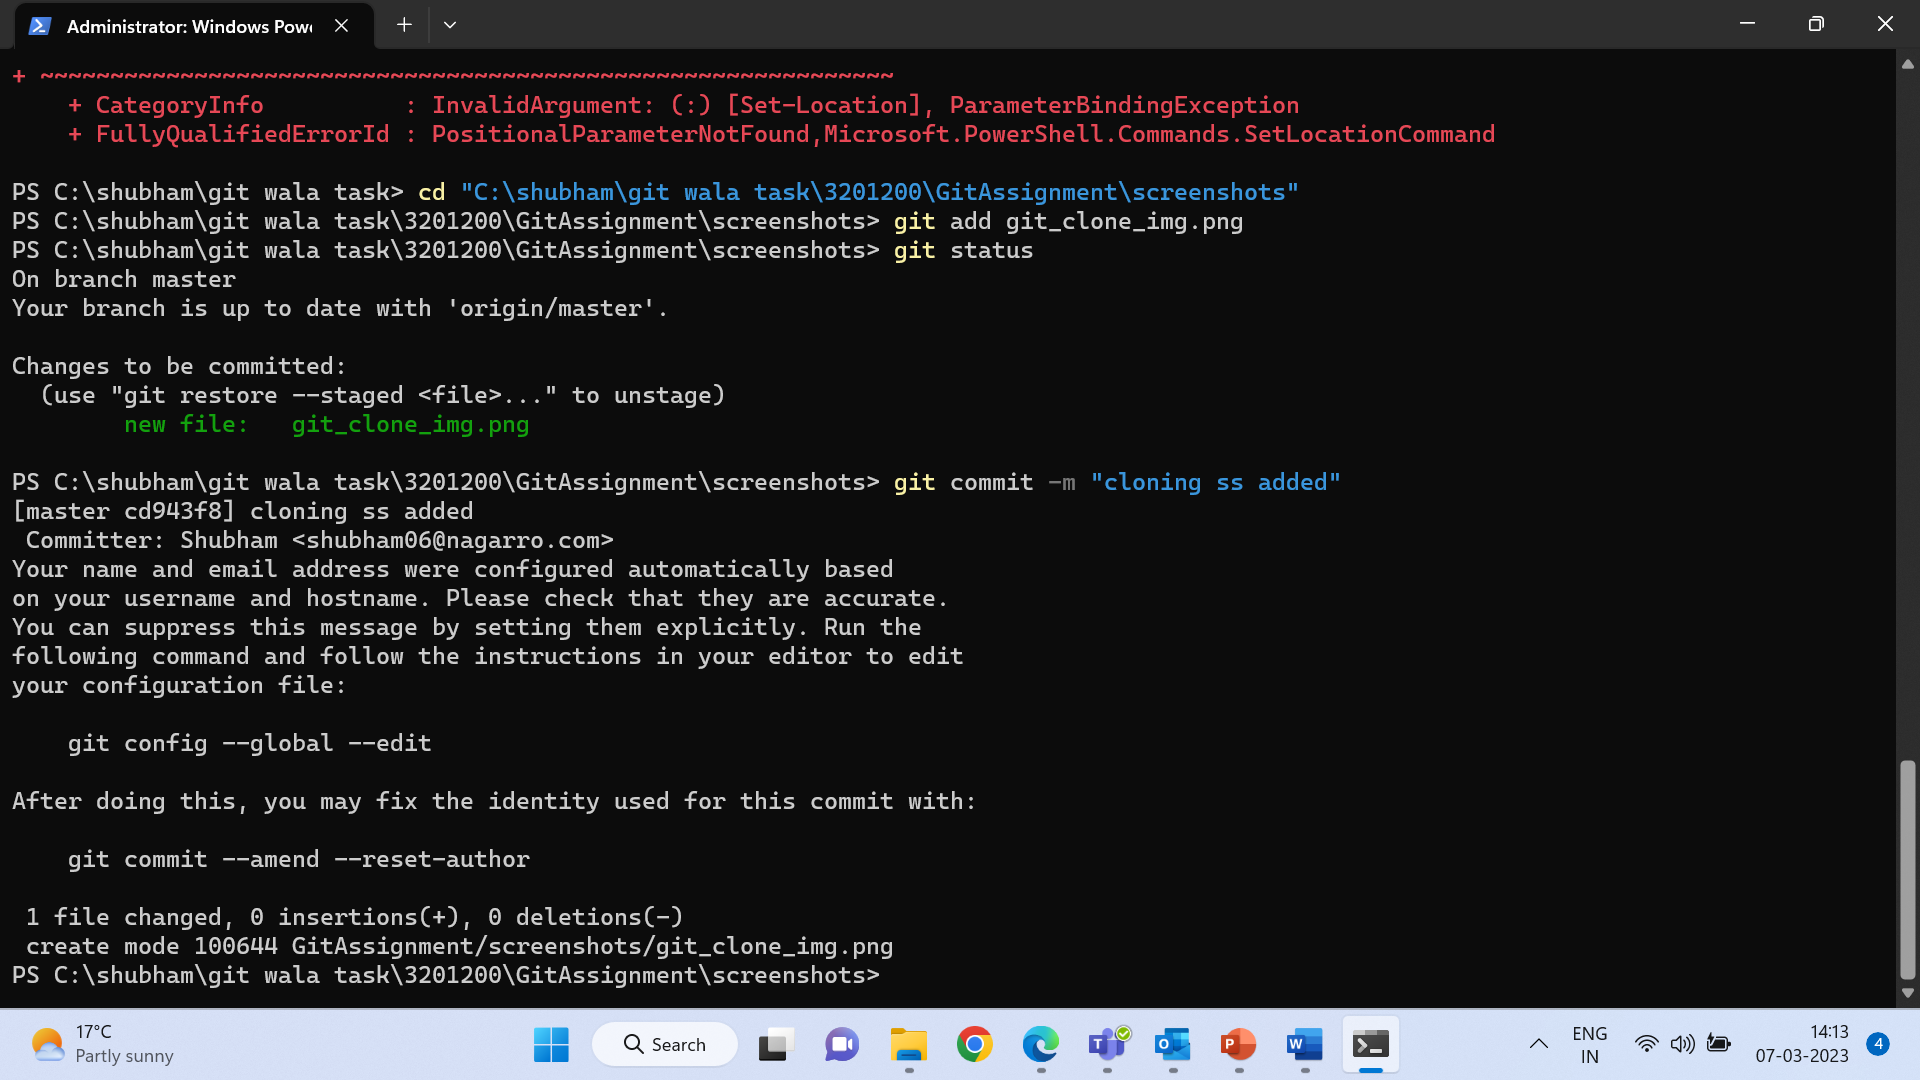 Administrator: Windows Powe
+ ~~~~~~~~~~~~~~~~~~~~~~~~~~~~~~~~~~~~~~~~~~~~~~~~~~~~~~~~~~~~~
    + CategoryInfo          : InvalidArgument: (:) [Set-Location], ParameterBindingException
    + FullyQualifiedErrorId : PositionalParameterNotFound,Microsoft.PowerShell.Commands.SetLocationCommand
PS C:\shubham\git wala task> cd "C:\shubham\git wala task\3201200\GitAssignment\screenshots"
PS C:\shubham\git wala task\3201200\GitAssignment\screenshots> git add git_clone_img.png
PS C:\shubham\git wala task\3201200\GitAssignment\screenshots> git status
On branch master
Your branch is up to date with 'origin/master'.
Changes to be committed:
  (use "git restore --staged <file>..." to unstage)
        new file:   git_clone_img.png
PS C:\shubham\git wala task\3201200\GitAssignment\screenshots> git commit -m "cloning ss added"
[master cd943f8] cloning ss added
 Committer: Shubham <shubham06@nagarro.com>
Your name and email address were configured automatically based
on your username and hostname. Please check that they are accurate.
You can suppress this message by setting them explicitly. Run the
following command and follow the instructions in your editor to edit
your configuration file:
    git config --global --edit
After doing this, you may fix the identity used for this commit with:
    git commit --amend --reset-author
 1 file changed, 0 insertions(+), 0 deletions(-)
 create mode 100644 GitAssignment/screenshots/git_clone_img.png
PS C:\shubham\git wala task\3201200\GitAssignment\screenshots>
17°C
Partly sunny
Search
ENG
IN
14:13
07-03-2023
4